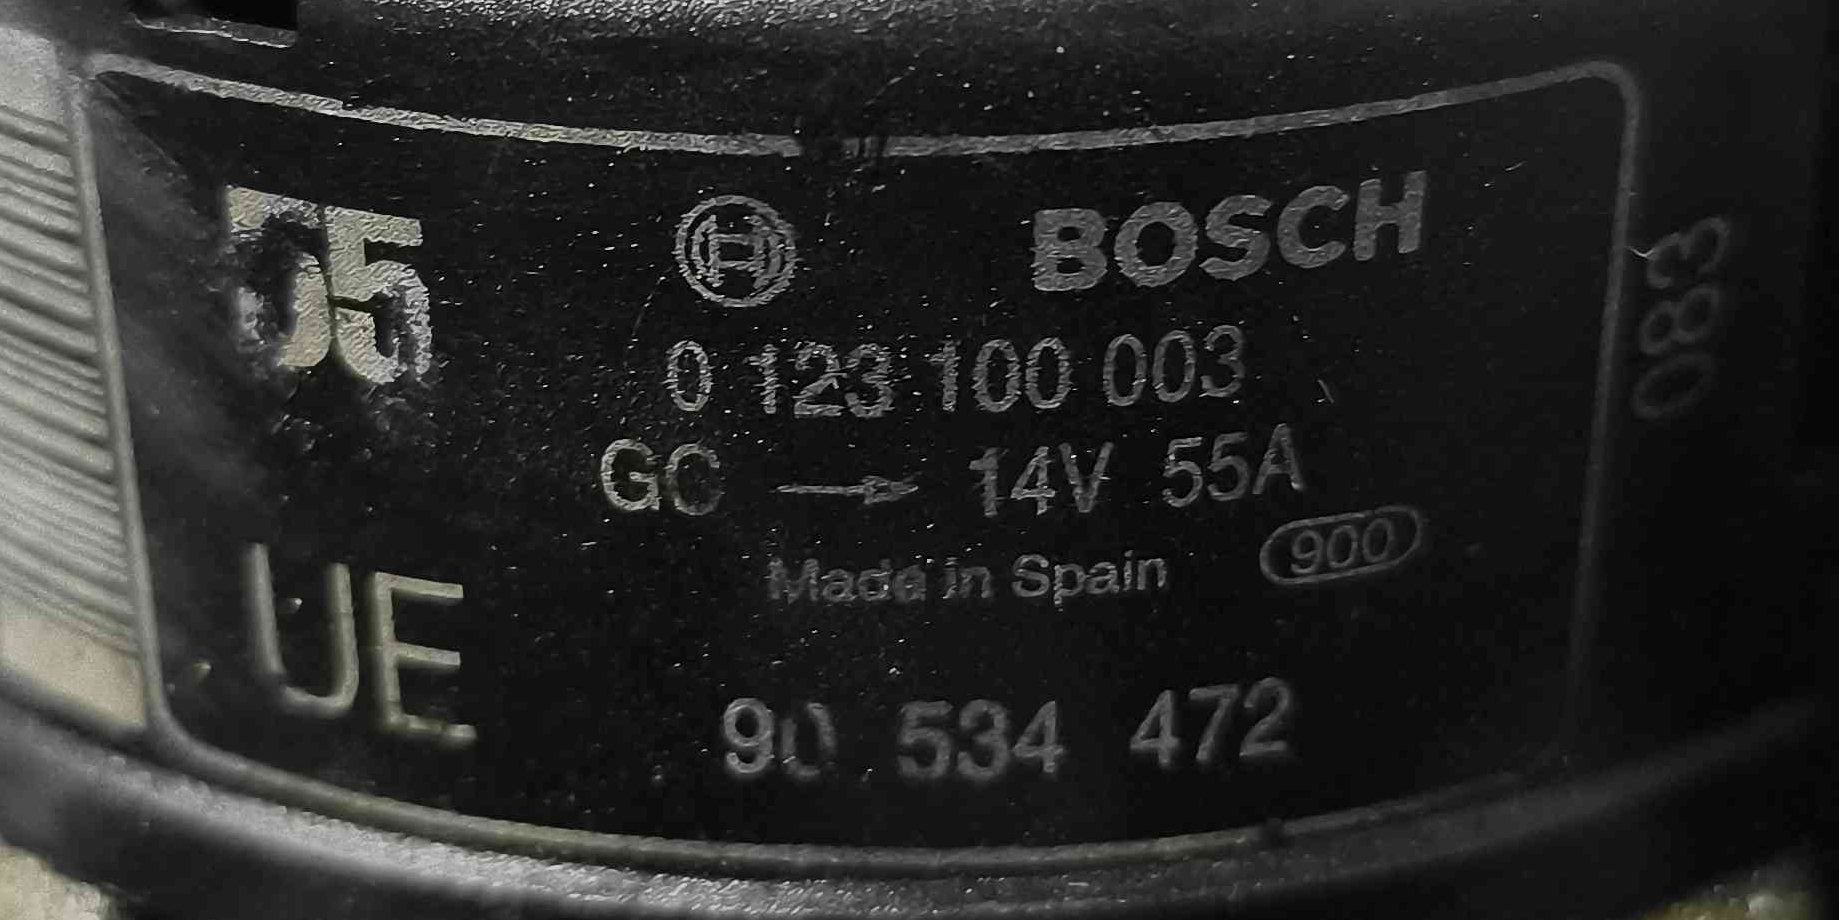 55
BOSCH
0 123 100 003
GC → 14V 55A
Made in Spain 900
UE
90 534 472
083